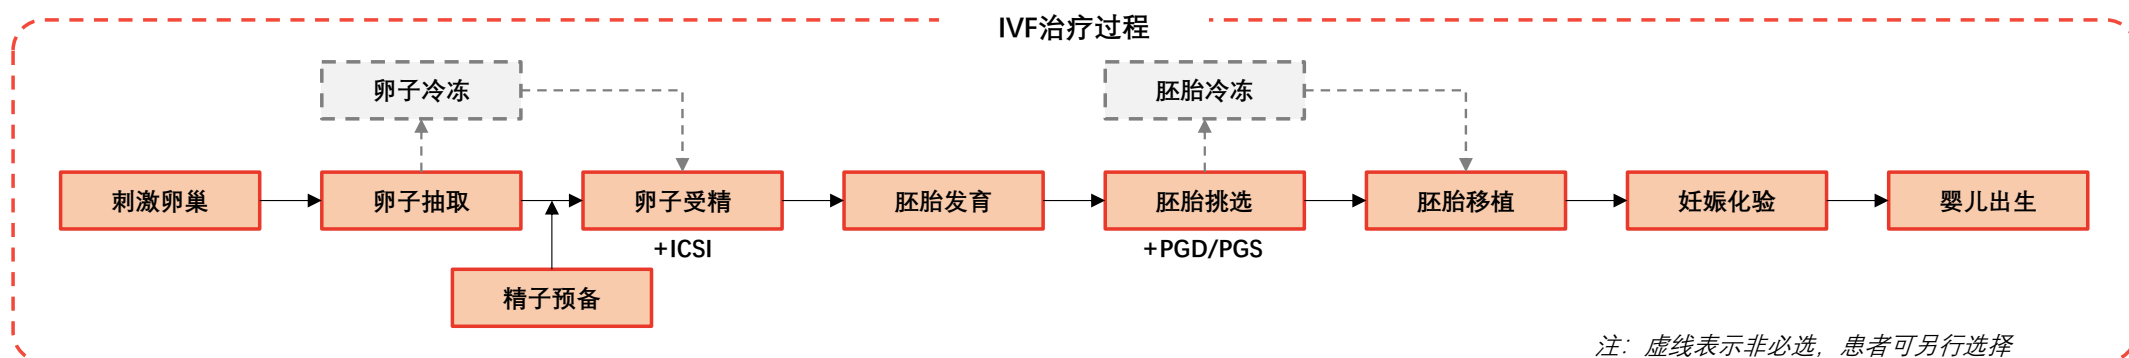 IVF治疗过程
卵子冷冻
胚胎冷冻
刺激卵巢
卵子抽取
卵子受精
胚胎发育
胚胎挑选
胚胎移植
妊娠化验
婴儿出生
+ICSI
+PGD/PGS
精子预备
注：虚线表示非必选，患者可另行选择